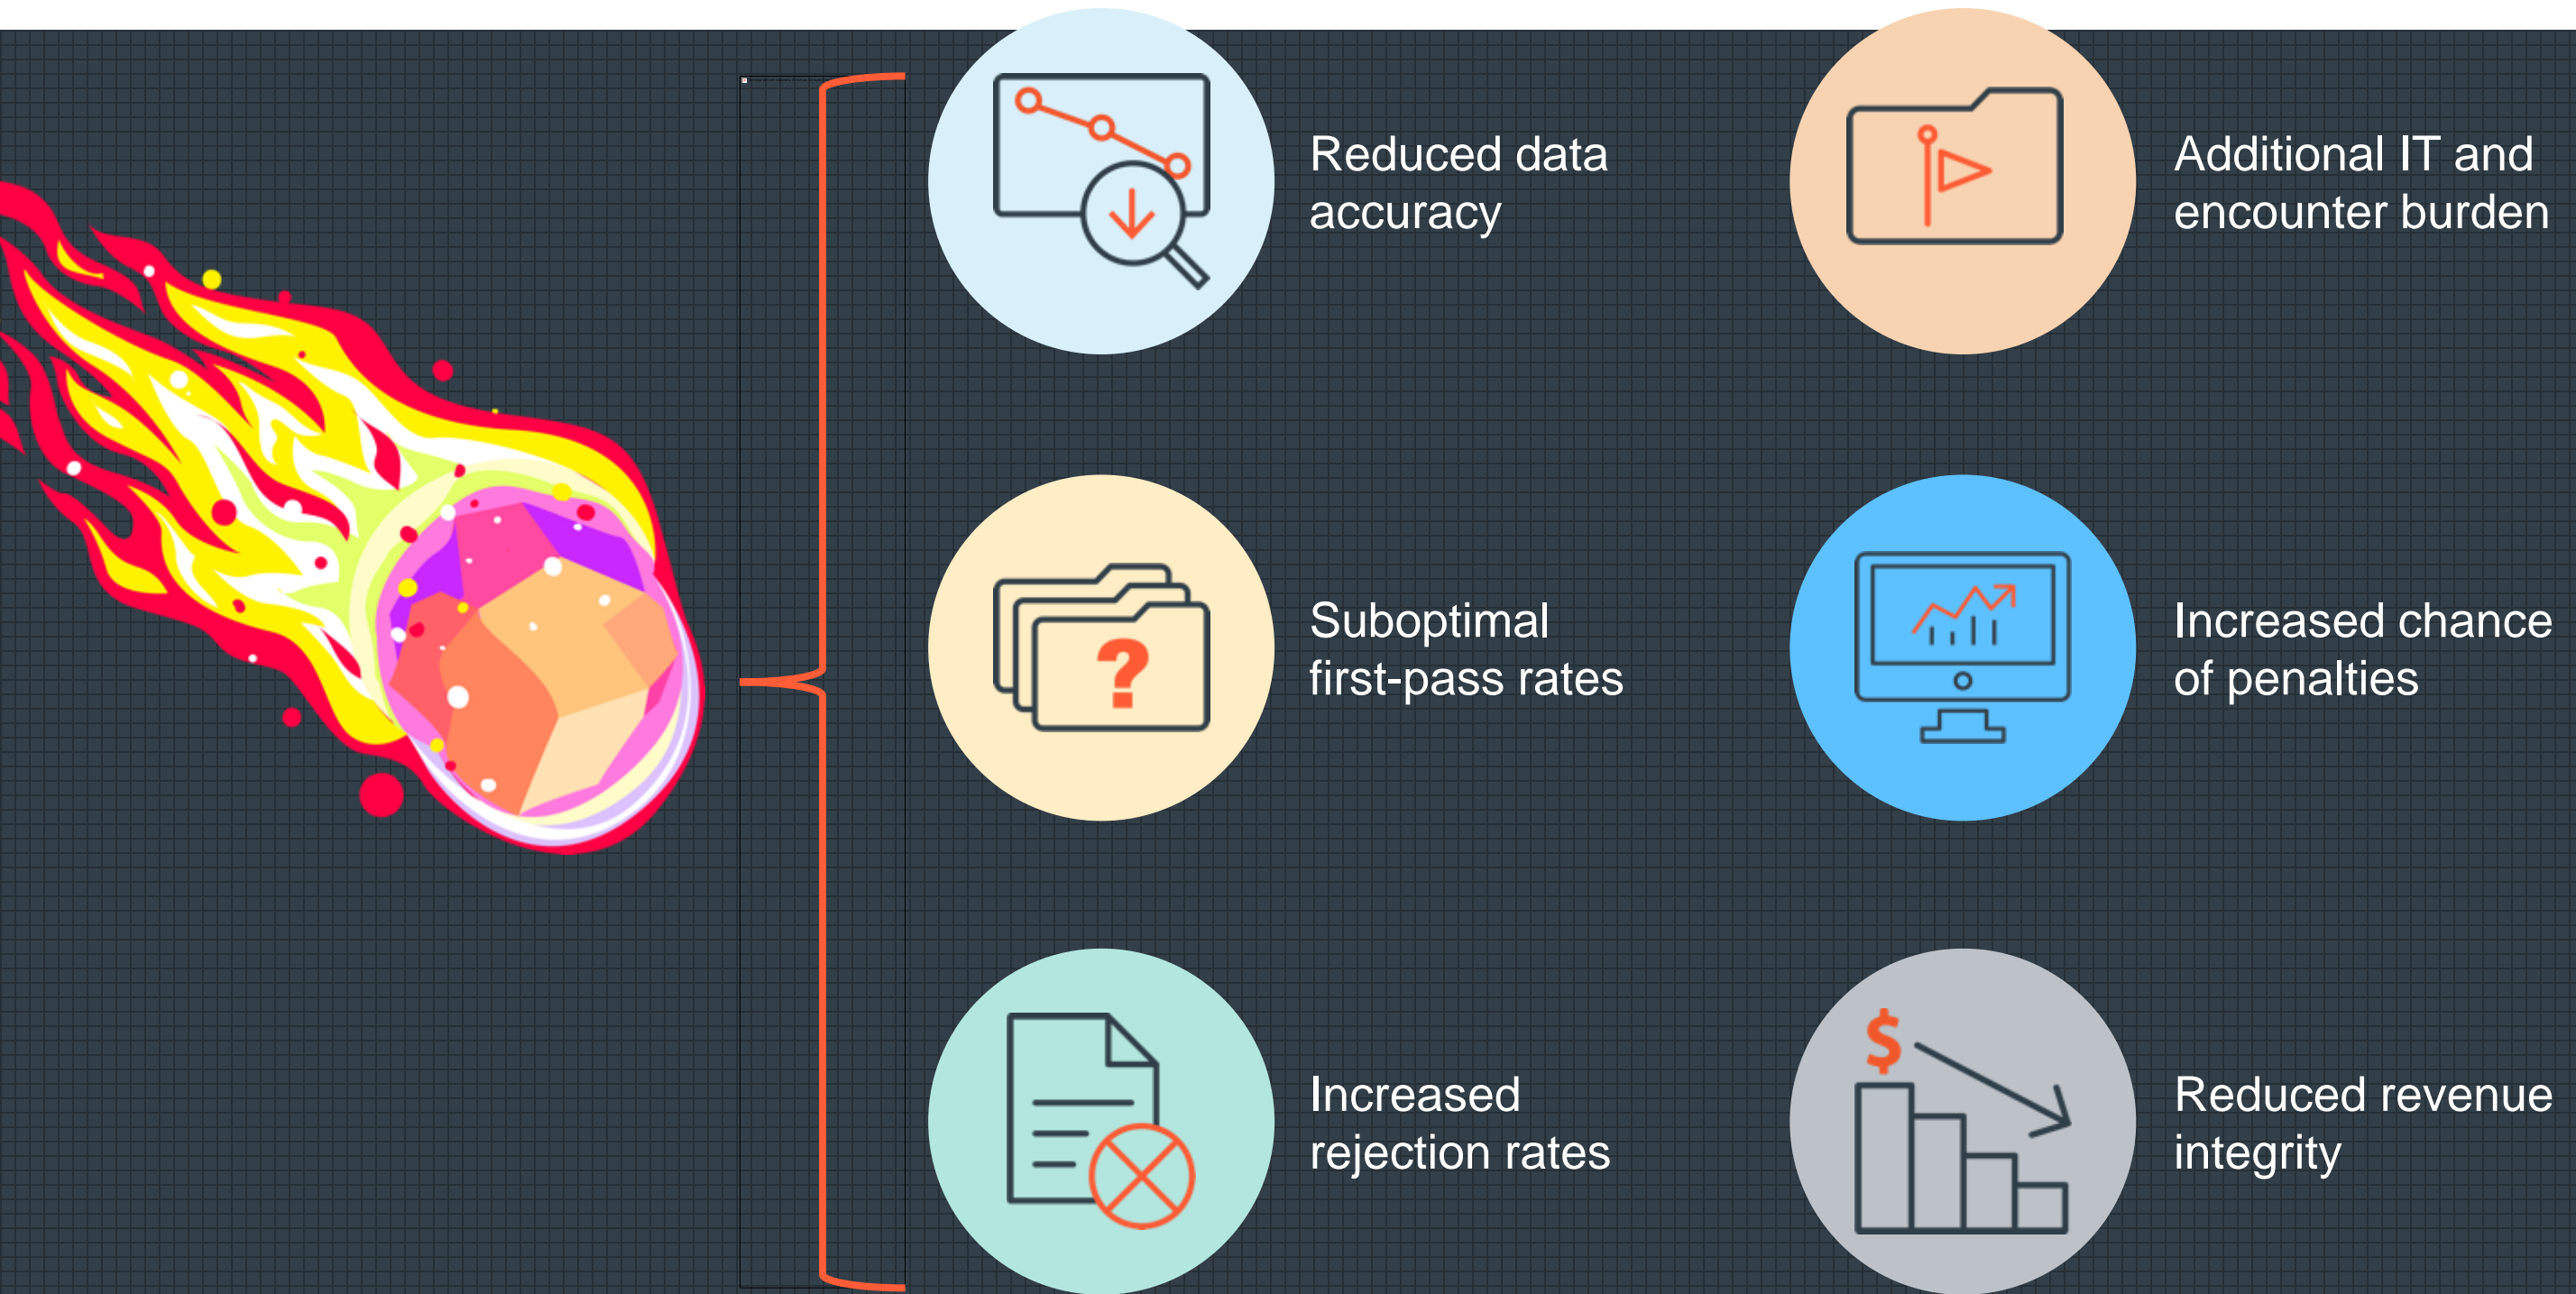 Reduced data
accuracy
Additional IT and
encounter burden
Suboptimal
first-pass rates
?
Increased chance
of penalties
Increased
rejection rates
$
Reduced revenue
integrity